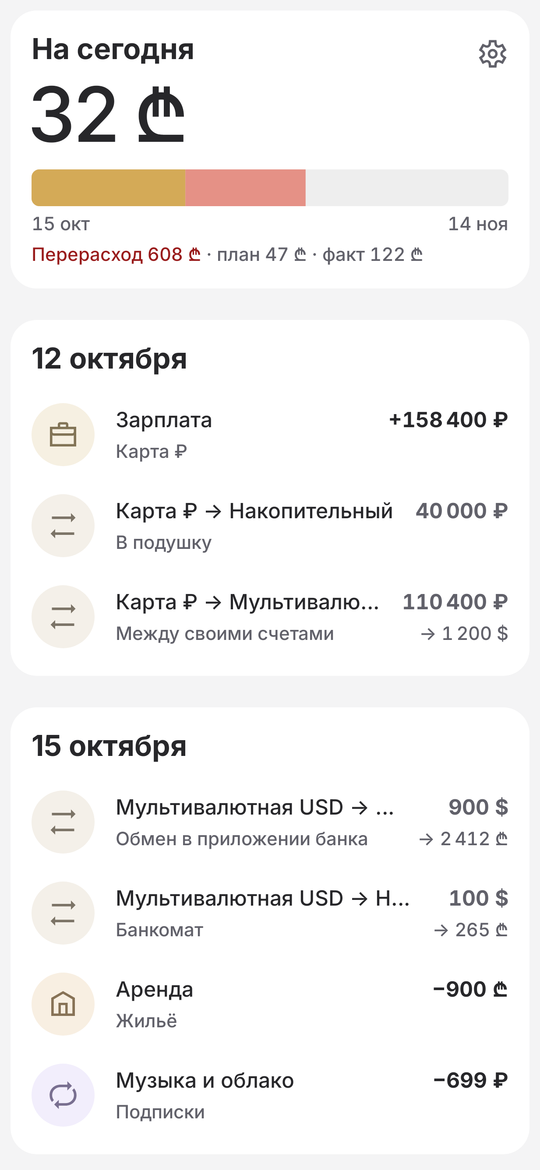 На сегодня
32 ₾
15 окт
14 ноя
Перерасход 608 ₾ · план 47 ₾ · факт 122 ₾
12 октября
Зарплата
+158 400 ₽
Карта ₽
Карта ₽ → Накопительный
40 000 ₽
В подушку
Карта ₽ → Мультивалю...
110 400 ₽
Между своими счетами
→ 1 200 $
15 октября
Мультивалютная USD → ...
900 $
Обмен в приложении банка
→ 2 412 ₾
Мультивалютная USD → Н...
100 $
Банкомат
→ 265 ₾
Аренда
−900 ₾
Жильё
Музыка и облако
−699 ₽
Подписки